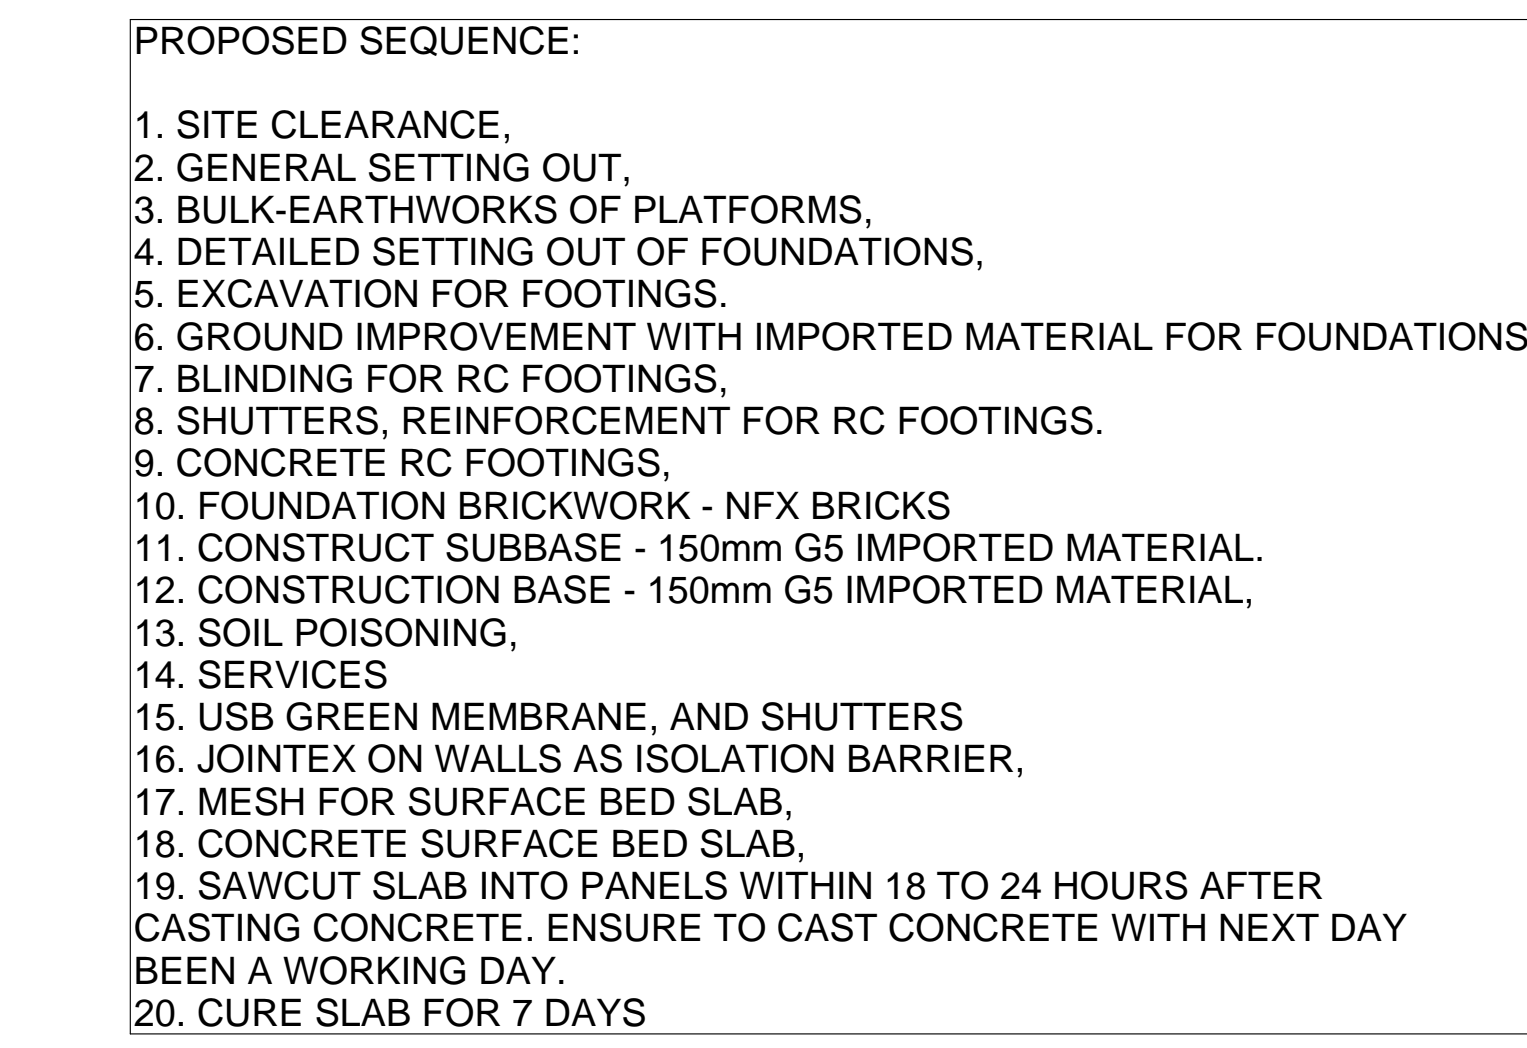 PROPOSED SEQUENCE:
1. SITE CLEARANCE,
2. GENERAL SETTING OUT,
3. BULK-EARTHWORKS OF PLATFORMS,
4. DETAILED SETTING OUT OF FOUNDATIONS,
5. EXCAVATION FOR FOOTINGS.
6. GROUND IMPROVEMENT WITH IMPORTED MATERIAL FOR FOUNDATIONS
7. BLINDING FOR RC FOOTINGS,
8. SHUTTERS, REINFORCEMENT FOR RC FOOTINGS.
9. CONCRETE RC FOOTINGS,
10. FOUNDATION BRICKWORK - NFX BRICKS
11. CONSTRUCT SUBBASE - 150mm G5 IMPORTED MATERIAL.
12. CONSTRUCTION BASE - 150mm G5 IMPORTED MATERIAL,
13. SOIL POISONING,
14. SERVICES
15. USB GREEN MEMBRANE, AND SHUTTERS
16. JOINTEX ON WALLS AS ISOLATION BARRIER,
17. MESH FOR SURFACE BED SLAB,
18. CONCRETE SURFACE BED SLAB,
19. SAWCUT SLAB INTO PANELS WITHIN 18 TO 24 HOURS AFTER
CASTING CONCRETE. ENSURE TO CAST CONCRETE WITH NEXT DAY
BEEN A WORKING DAY.
20. CURE SLAB FOR 7 DAYS